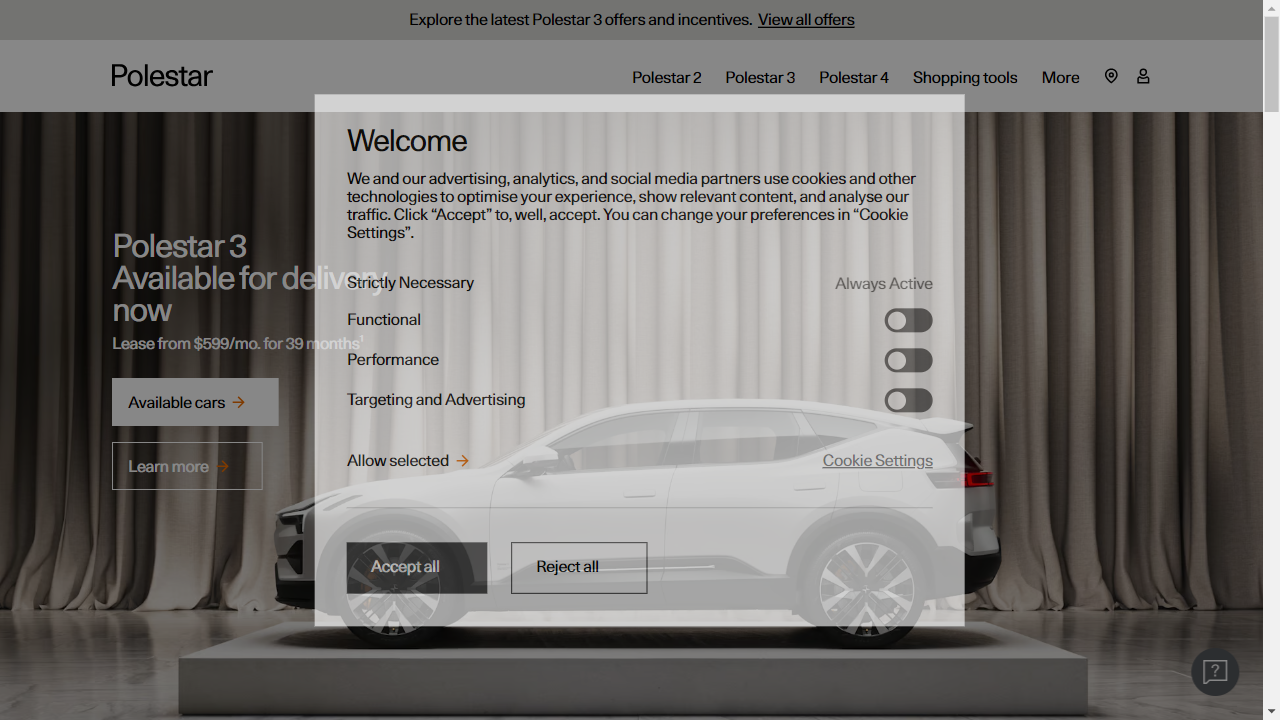 Explore the latest Polestar 3 offers and incentives. View all offers
Polestar
Polestar 2
Polestar 3
Polestar 4
Shopping tools
More
Welcome
We and our advertising, analytics, and social media partners use cookies and other
technologies to optimise your experience, show relevant content, and analyse our
traffic. Click “Accept” to, well, accept. You can change your preferences in “Cookie
Settings”.
Strictly Necessary
Always Active
Functional
Performance
Targeting and Advertising
Allow selected
Cookie Settings
Accept all
Reject all
Polestar 3
Available for delivery
now
Lease from $599/mo. for 39 months¹
Available cars
Learn more